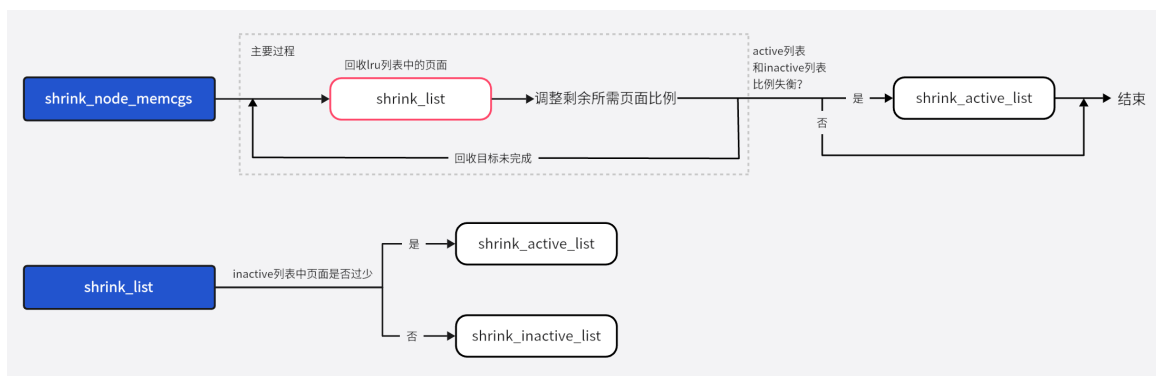 主要过程
回收lru列表中的页面
shrink_node_memcgs
shrink_list
调整剩余所需页面比例
active列表
和inactive列表
比例失衡?
是
shrink_active_list
结束
否
回收目标未完成
shrink_list
inactive列表中页面是否过少
是
shrink_active_list
否
shrink_inactive_list